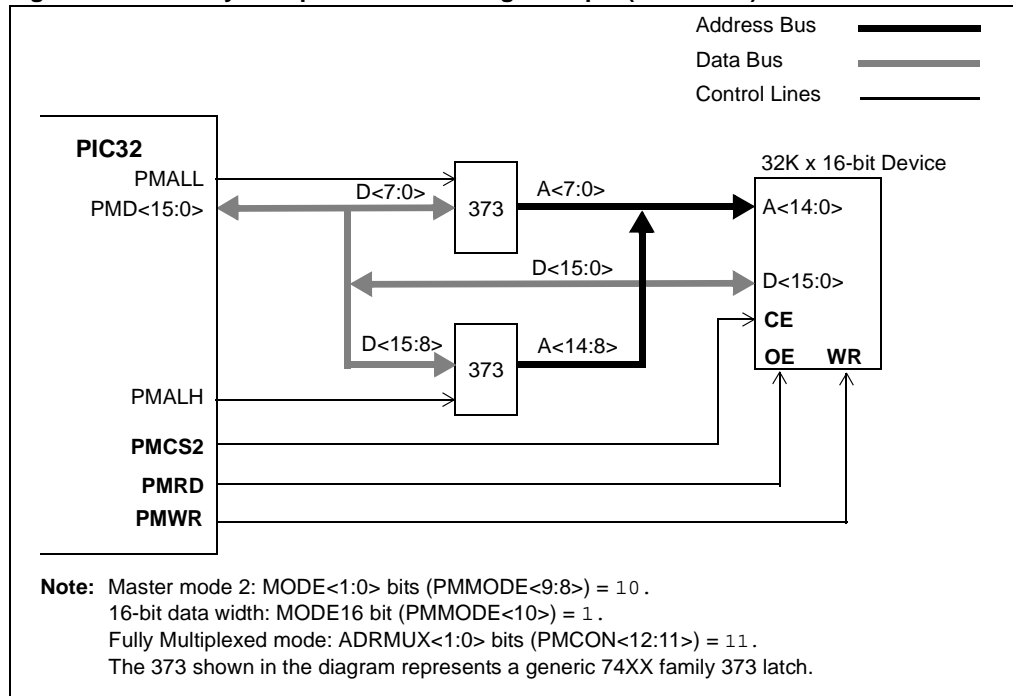 Address Bus
Data Bus
Control Lines
PIC32
32K x 16-bit Device
PMALL
D<7:0>
A<7:0>
PMD<15:0>
373
A<14:0>
D<15:0>
D<15:0>
CE
D<15:8>
A<14:8>
373
OE WR
PMALH
PMCS2
PMRD
PMWR
Note: Master mode 2: MODE<1:0> bits (PMMODE<9:8>) = 10.
16-bit data width: MODE16 bit (PMMODE<10>) = 1.
Fully Multiplexed mode: ADRMUX<1:0> bits (PMCON<12:11>) = 11.
The 373 shown in the diagram represents a generic 74XX family 373 latch.